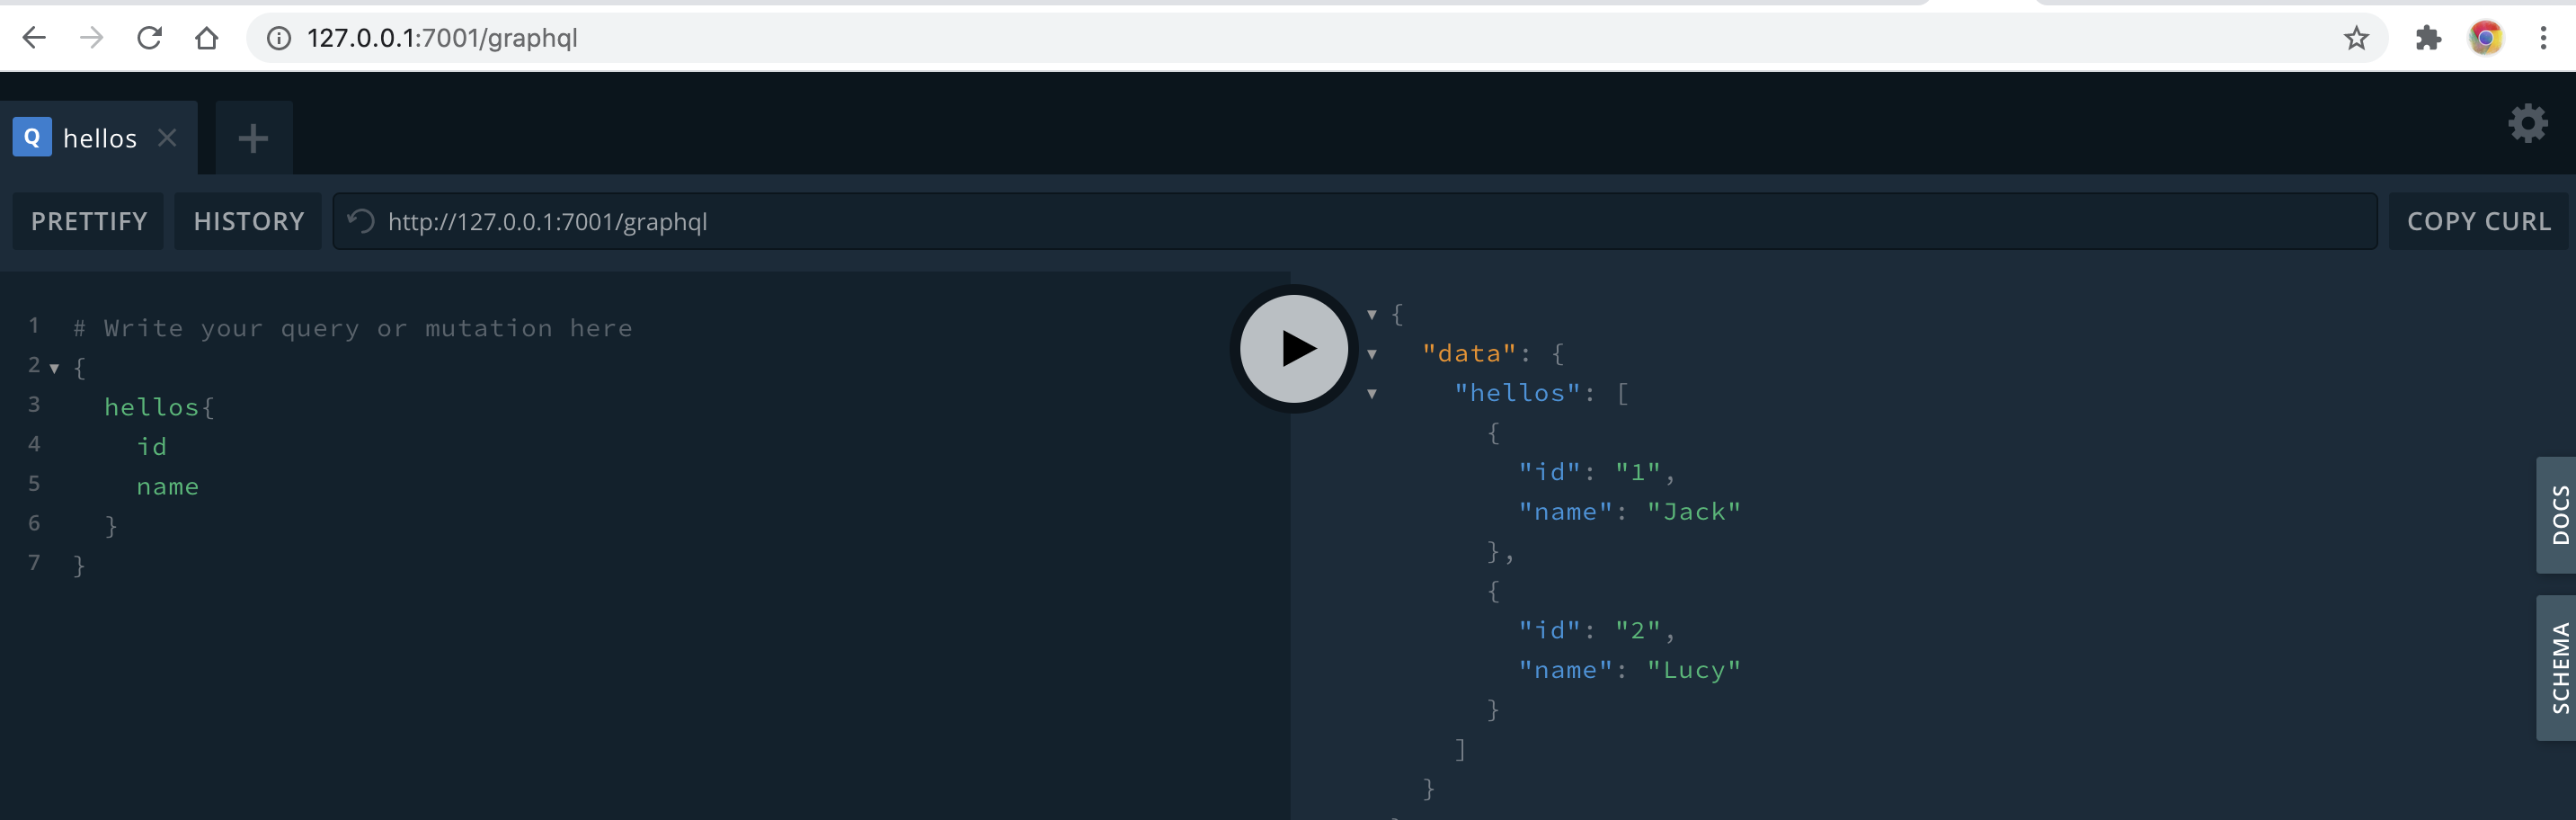 127.0.0.1:7001/graphql
Q hellos
PRETTIFY HISTORY http://127.0.0.1:7001/graphql COPY CURL
1 # Write your query or mutation here
2 {
3 hellos{
4 id
5 name
6 }
7 }
{
"data": {
"hellos": [
{
"id": "1",
"name": "Jack"
},
{
"id": "2",
"name": "Lucy"
}
]
}
DOCS
SCHEMA